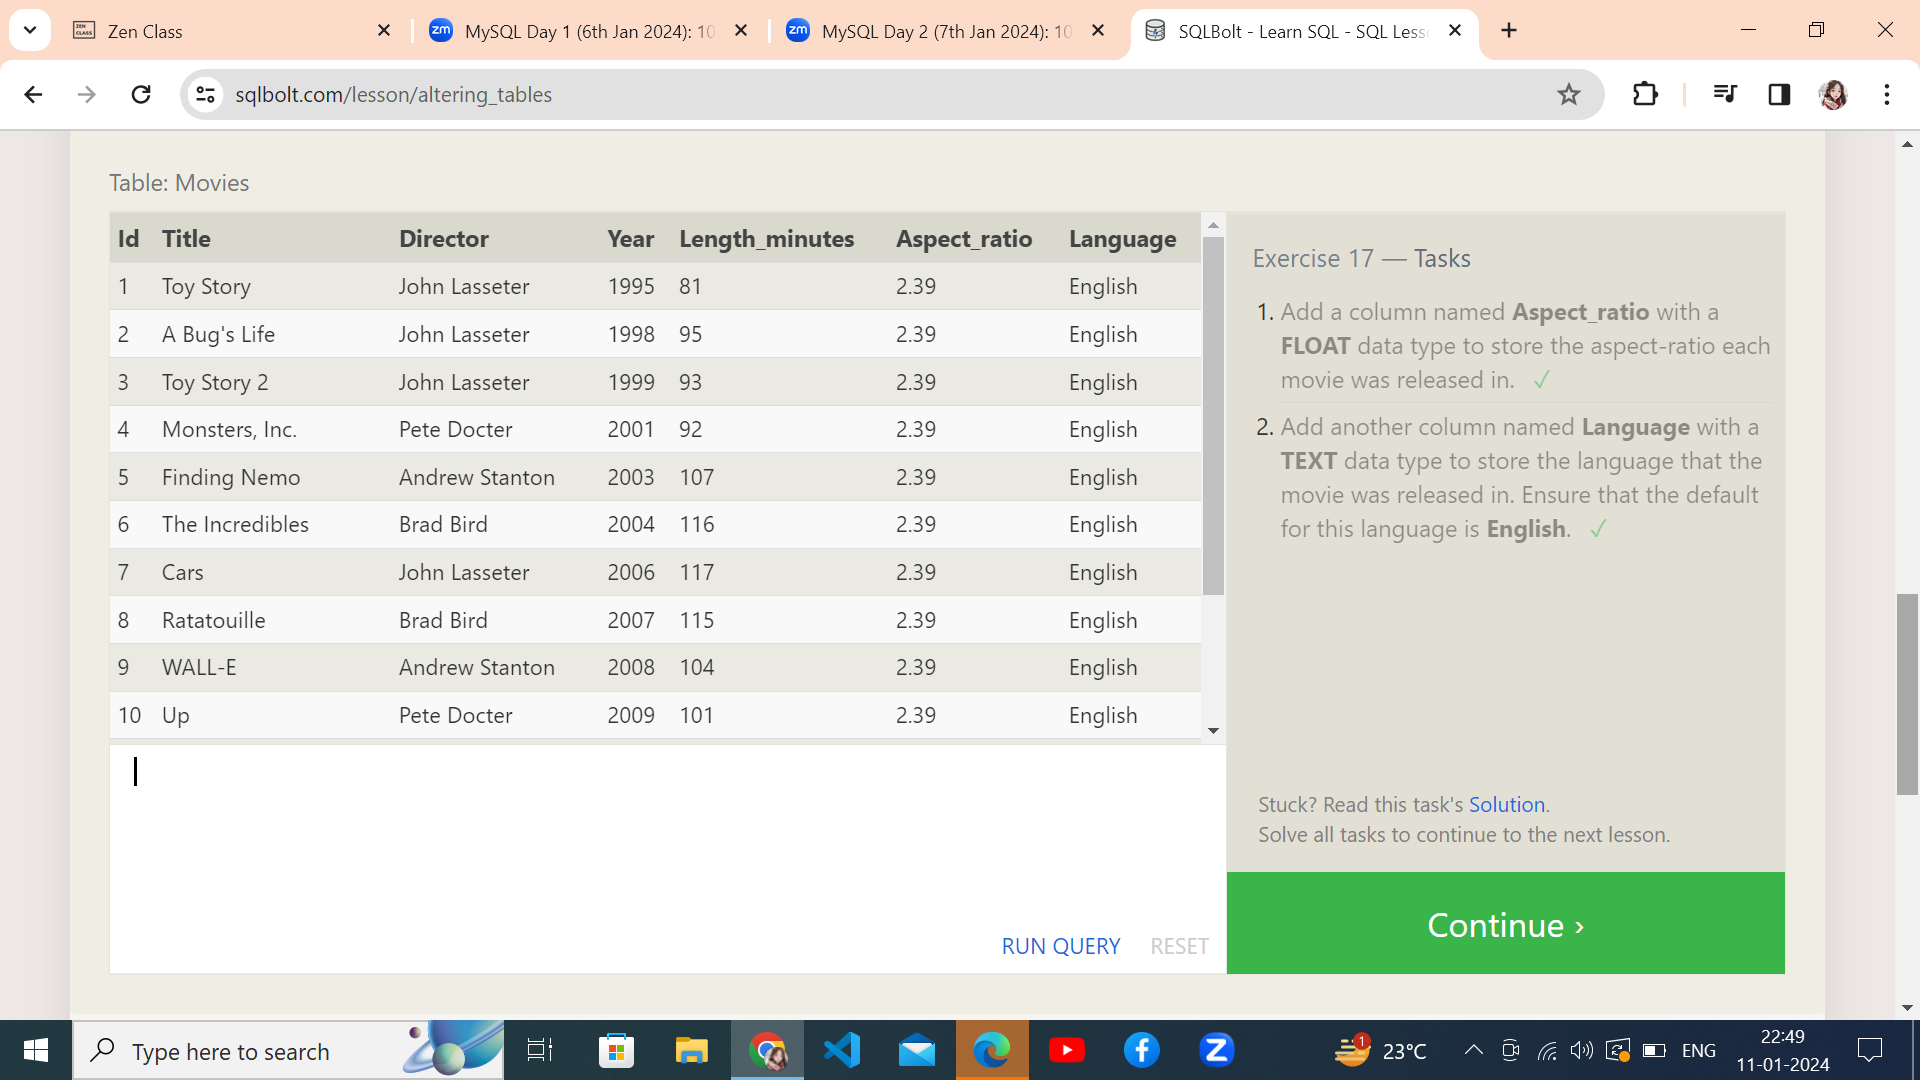 Zen Class
MySQL Day 1 (6th Jan 2024): 10
MySQL Day 2 (7th Jan 2024): 10
SQLBolt - Learn SQL - SQL Less
sqlbolt.com/lesson/altering_tables
Table: Movies
Id Title Director Year Length_minutes Aspect_ratio Language
1 Toy Story John Lasseter 1995 81 2.39 English
2 A Bug's Life John Lasseter 1998 95 2.39 English
3 Toy Story 2 John Lasseter 1999 93 2.39 English
4 Monsters, Inc. Pete Docter 2001 92 2.39 English
5 Finding Nemo Andrew Stanton 2003 107 2.39 English
6 The Incredibles Brad Bird 2004 116 2.39 English
7 Cars John Lasseter 2006 117 2.39 English
8 Ratatouille Brad Bird 2007 115 2.39 English
9 WALL-E Andrew Stanton 2008 104 2.39 English
10 Up Pete Docter 2009 101 2.39 English
RUN QUERY RESET
Exercise 17 — Tasks
1. Add a column named Aspect_ratio with a
FLOAT data type to store the aspect-ratio each
movie was released in. ✓
2. Add another column named Language with a
TEXT data type to store the language that the
movie was released in. Ensure that the default
for this language is English. ✓
Stuck? Read this task's Solution.
Solve all tasks to continue to the next lesson.
Continue ›
Type here to search
1
23°C
ENG
22:49
11-01-2024